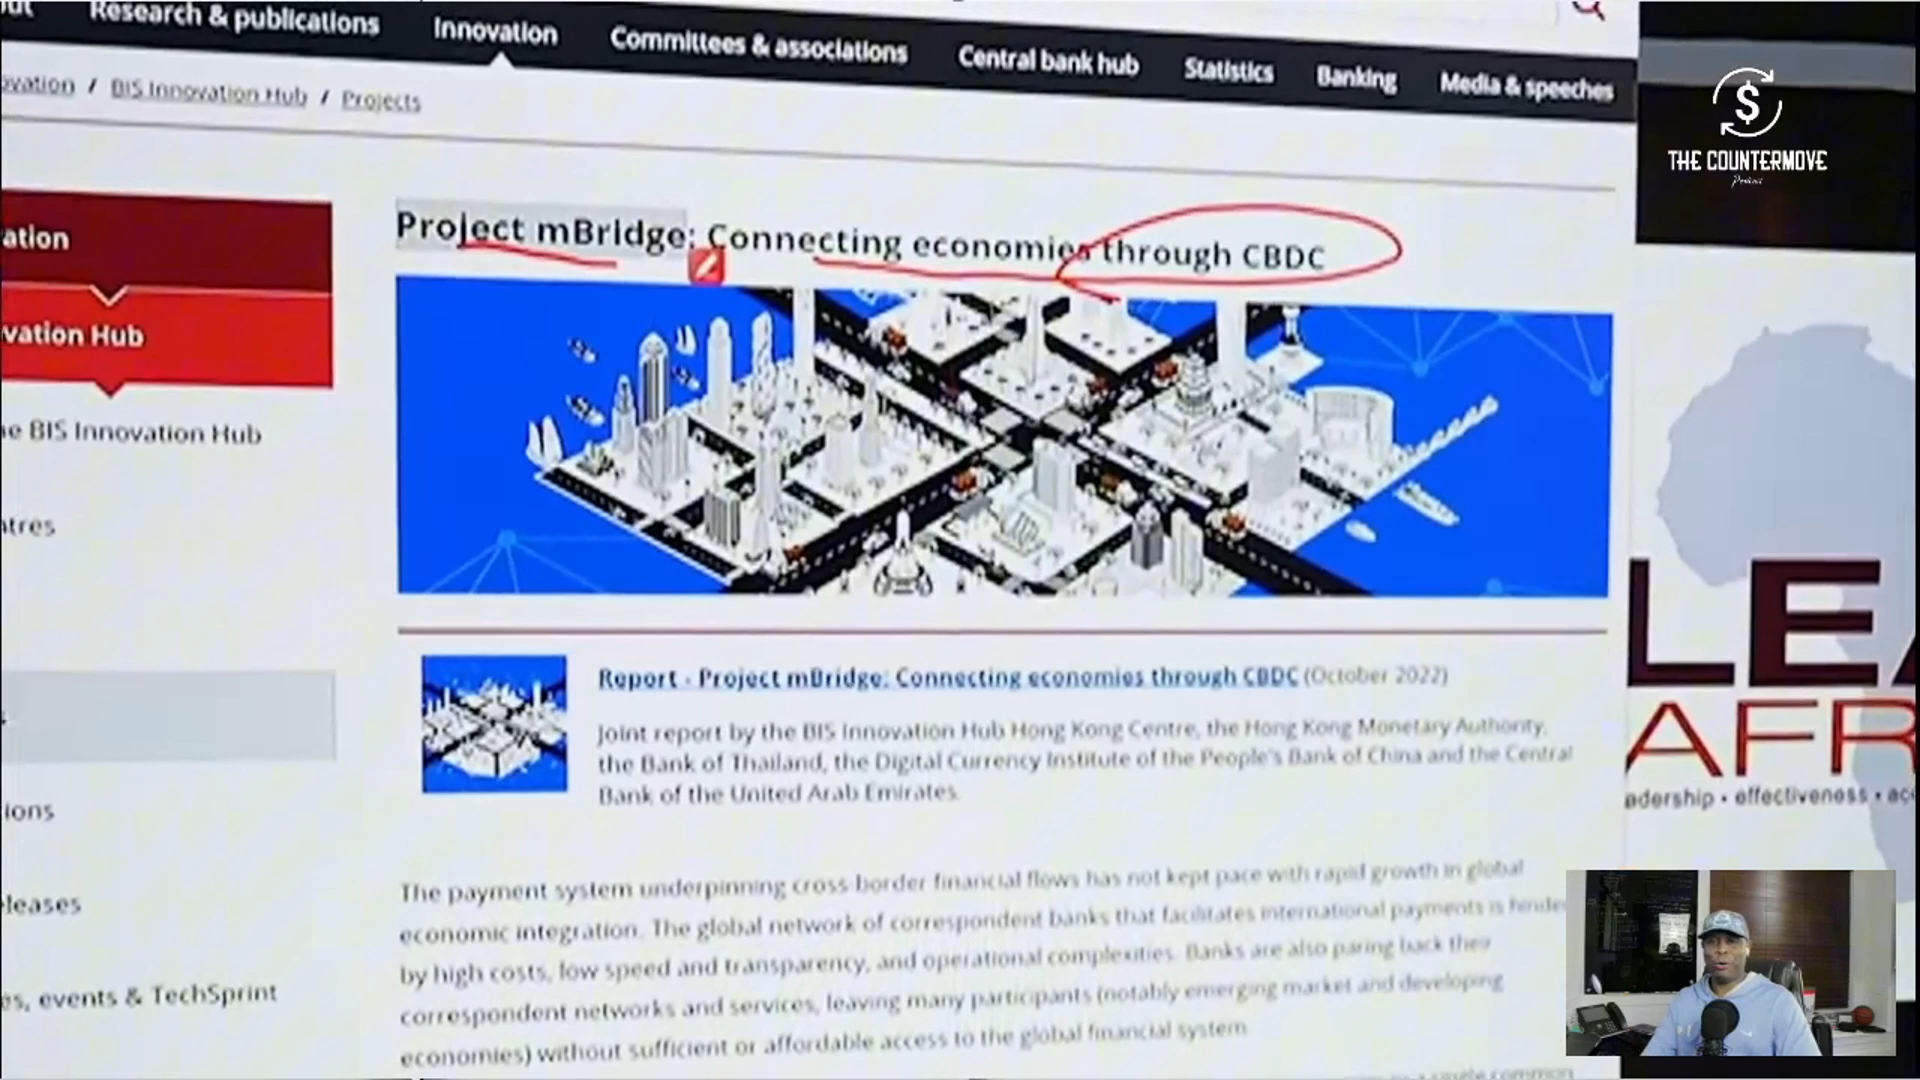 Research & publications
Innovation
Committees & associations
Central bank hub
Statistics
Banking
Media & speeches
ovation / BIS Innovation Hub / Projects
THE COUNTERMOVE
Podcast
ation
vation Hub
Project mBridge: Connecting economies through CBDC
e BIS Innovation Hub
ntres
Report - Project mBridge: Connecting economies through CBDC (October 2022)
Joint report by the BIS Innovation Hub Hong Kong Centre, the Hong Kong Monetary Authority,
the Bank of Thailand, the Digital Currency Institute of the People's Bank of China and the Central
Bank of the United Arab Emirates.
LEA
AFR
adership • effectiveness • acc
ions
eleases
es, events & TechSprint
The payment system underpinning cross-border financial flows has not kept pace with rapid growth in global
economic integration. The global network of correspondent banks that facilitates international payments is hinde
by high costs, low speed and transparency, and operational complexities. Banks are also paring back their
correspondent networks and services, leaving many participants (notably emerging market and developing
economies) without sufficient or affordable access to the global financial system
single common